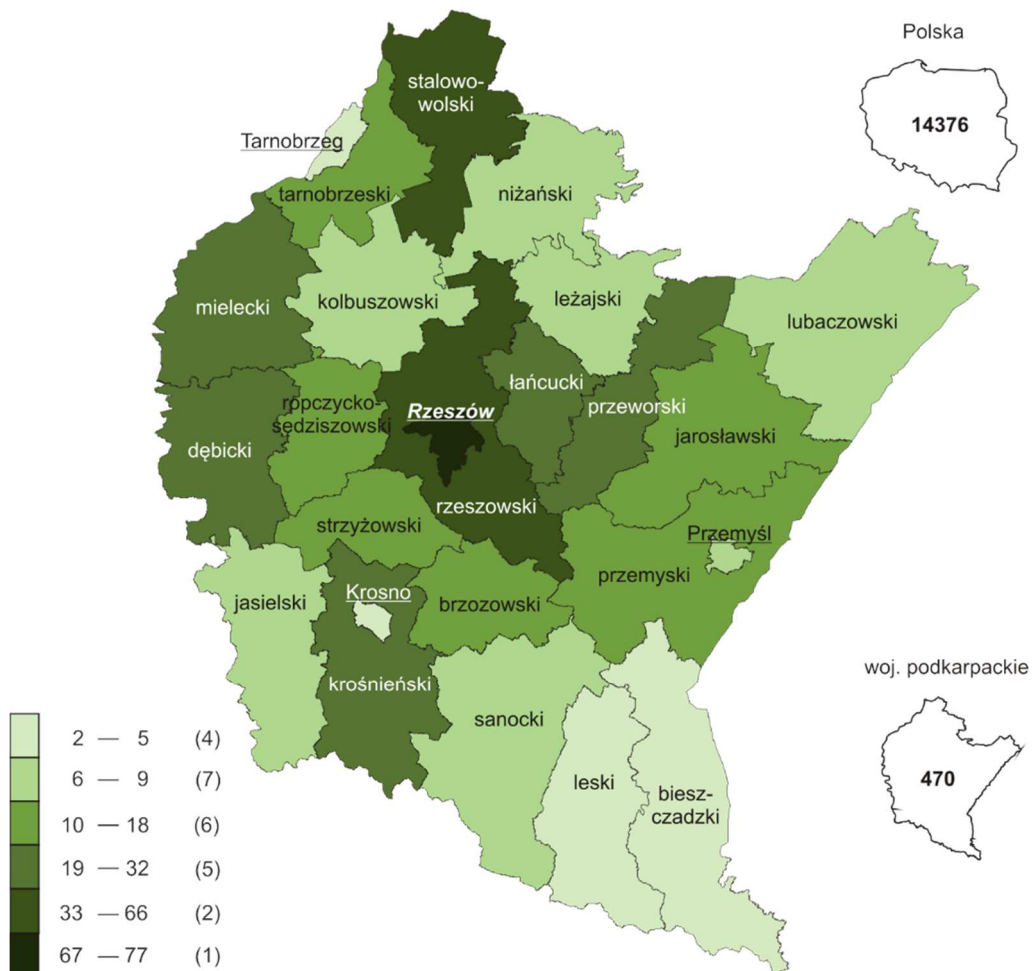 Polska
14376
stalowo-
wolski
Tarnobrzeg
tarnobrzeski
niżański
mielecki
kolbuszowski
leżajski
lubaczowski
łańcucki
ropczycko-
sędziszowski
Rzeszów
przeworski
jarosławski
dębicki
rzeszowski
strzyżowski
Przemyśl
przemyski
jasielski
Krosno
brzozowski
krośnieński
sanocki
leski
biesz-
czadzki
woj. podkarpackie
470
2 — 5 (4)
6 — 9 (7)
10 — 18 (6)
19 — 32 (5)
33 — 66 (2)
67 — 77 (1)